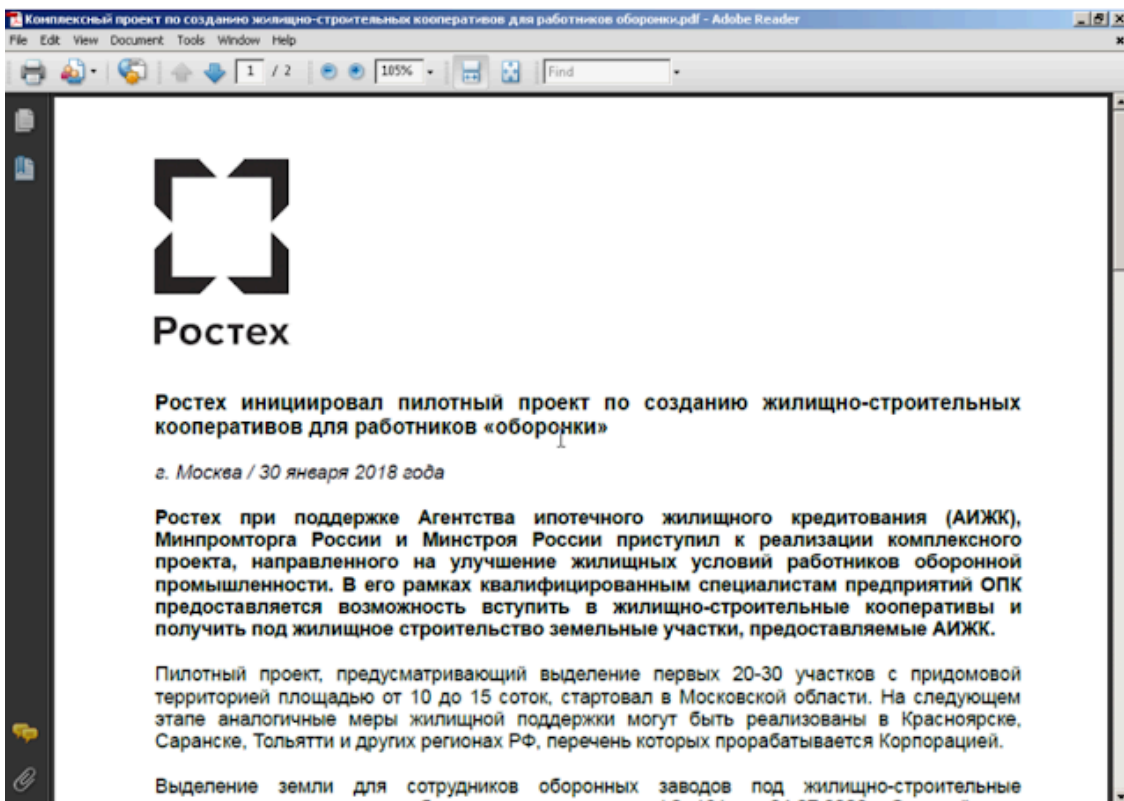 Комплексный проект по созданию жилищно-строительных кооперативов для работников оборонки.pdf - Adobe Reader
File Edit View Document Tools Window Help
1 / 2 105% Find
Ростех
Ростех инициировал пилотный проект по созданию жилищно-строительных
кооперативов для работников «оборонки»
г. Москва / 30 января 2018 года
Ростех при поддержке Агентства ипотечного жилищного кредитования (АИЖК),
Минпромторга России и Минстроя России приступил к реализации комплексного
проекта, направленного на улучшение жилищных условий работников оборонной
промышленности. В его рамках квалифицированным специалистам предприятий ОПК
предоставляется возможность вступить в жилищно-строительные кооперативы и
получить под жилищное строительство земельные участки, предоставляемые АИЖК.
Пилотный проект, предусматривающий выделение первых 20-30 участков с придомовой
территорией площадью от 10 до 15 соток, стартовал в Московской области. На следующем
этапе аналогичные меры жилищной поддержки могут быть реализованы в Красноярске,
Саранске, Тольятти и других регионах РФ, перечень которых прорабатывается Корпорацией.
Выделение земли для сотрудников оборонных заводов под жилищно-строительные